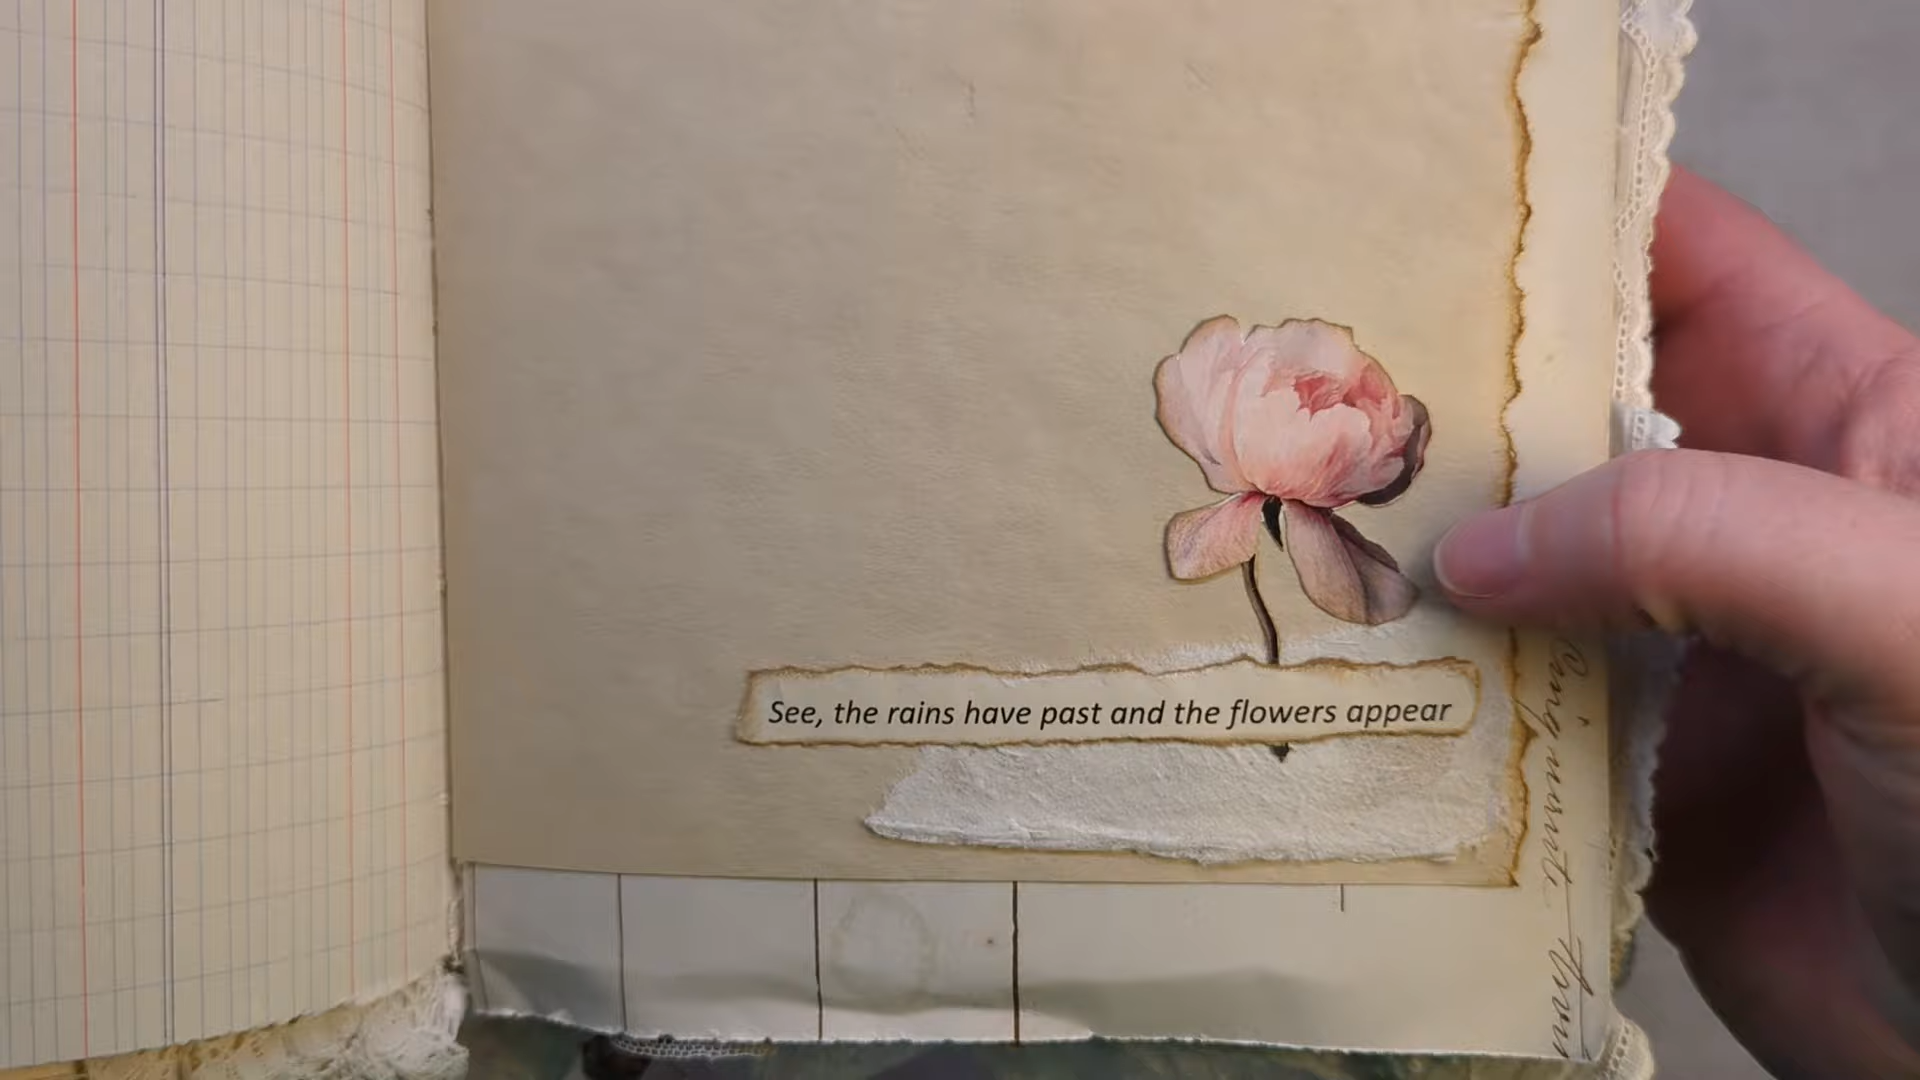 See, the rains have past and the flowers appear